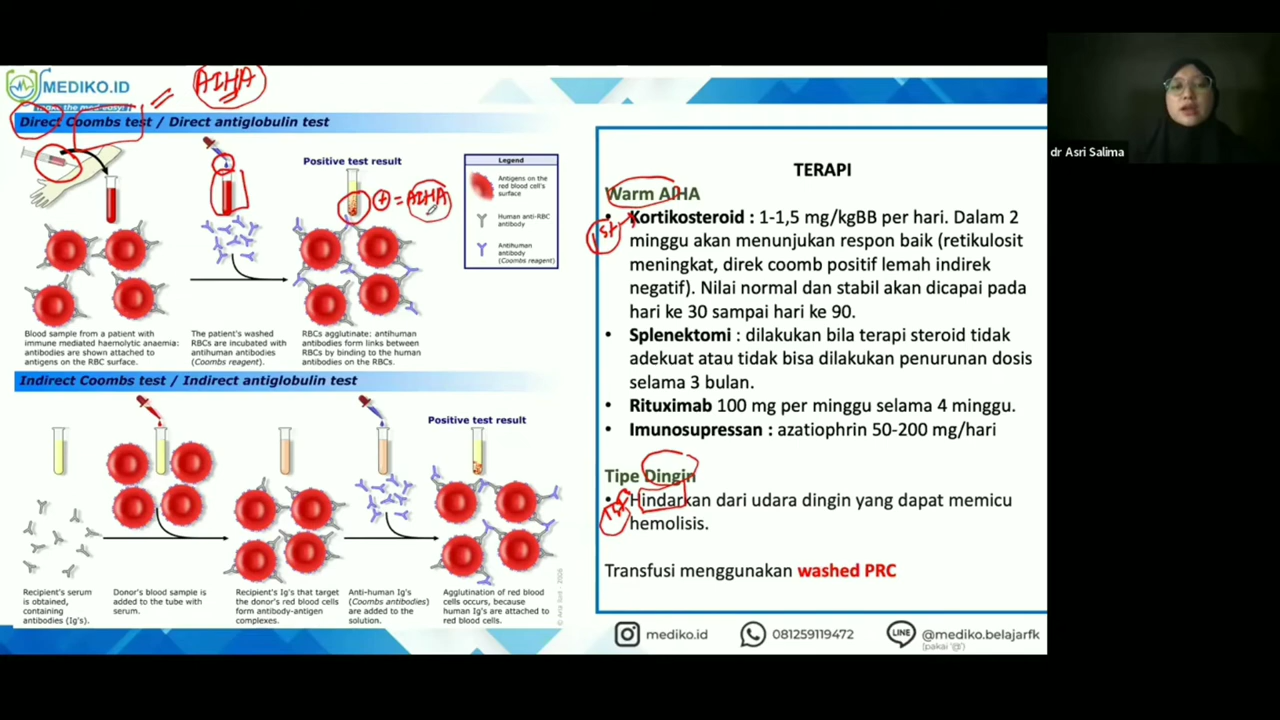 MEDIKO.ID
AIHA
Direct Coombs test / Direct antiglobulin test
Positive test result
+ = AIHA
Legend
Antigens on the
red blood cell's
surface
Human anti-RBC
antibody
Antihuman
antibody
(Coombs reagent)
Blood sample from a patient with
immune mediated haemolytic anaemia:
antibodies are shown attached to
antigens on the RBC surface.
The patient's washed
RBCs are incubated with
antihuman antibodies
(Coombs reagent).
RBCs agglutinate: antihuman
antibodies form links between
RBCs by binding to the human
antibodies on the RBCs.
Indirect Coombs test / Indirect antiglobulin test
Positive test result
Recipient's serum
is obtained,
containing
antibodies (Ig's).
Donor's blood sample is
added to the tube with
serum.
Recipient's Ig's that target
the donor's red blood cells
form antibody-antigen
complexes.
Anti-human Ig's
(Coombs antibodies)
are added to the
solution.
Agglutination of red blood
cells occurs, because
human Ig's are attached to
red blood cells.
TERAPI
Warm AIHA
1st
• Kortikosteroid : 1-1,5 mg/kgBB per hari. Dalam 2
minggu akan menunjukan respon baik (retikulosit
meningkat, direk coomb positif lemah indirek
negatif). Nilai normal dan stabil akan dicapai pada
hari ke 30 sampai hari ke 90.
• Splenektomi : dilakukan bila terapi steroid tidak
adekuat atau tidak bisa dilakukan penurunan dosis
selama 3 bulan.
• Rituximab 100 mg per minggu selama 4 minggu.
• Imunosupressan : azatiophrin 50-200 mg/hari
Tipe Dingin
• Hindarkan dari udara dingin yang dapat memicu
hemolisis.
Transfusi menggunakan washed PRC
mediko.id
081259119472
LINE
@mediko.belajarfk
(pakai '@')
dr Asri Salima